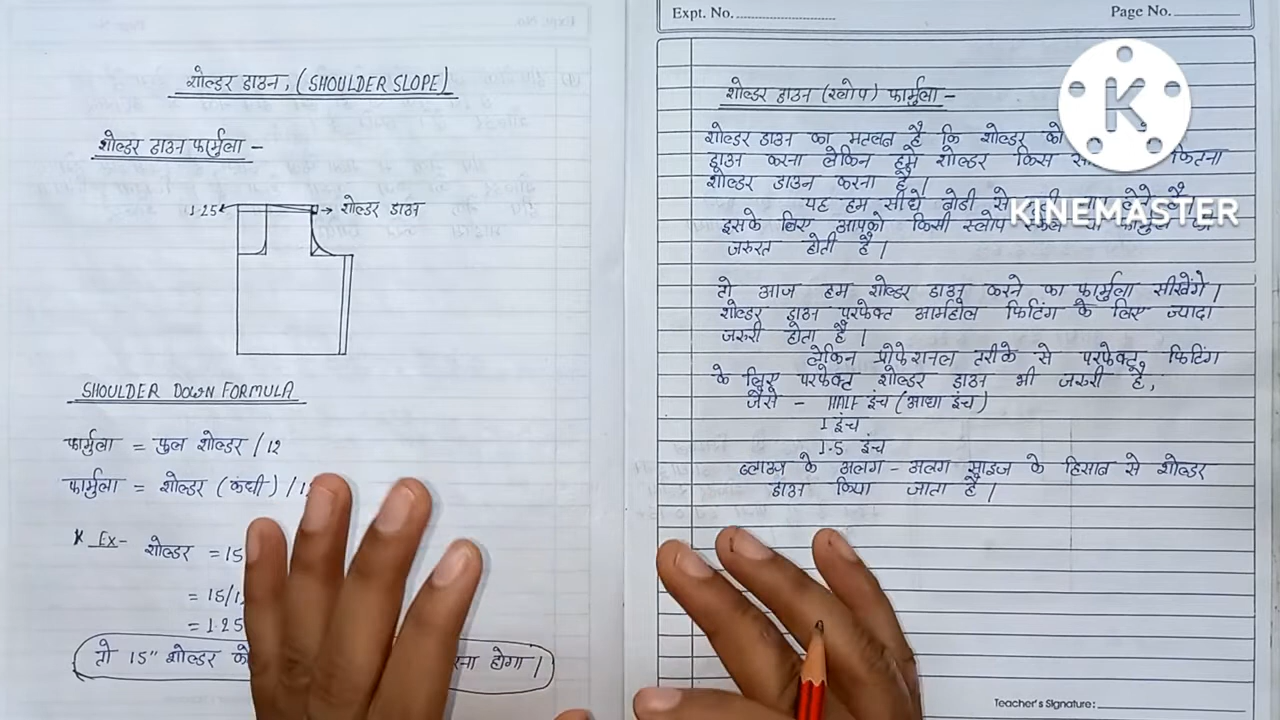 शोल्डर डाउन, (SHOULDER SLOPE)
शोल्डर डाउन फार्मुला -
1.25
→ शोल्डर डाउन
SHOULDER DOWN FORMULA
फार्मुला = फुल शोल्डर / 12
फार्मुला = शोल्डर (कंधी) / 1
Ex- शोल्डर = 15
= 15/1
= 1.25
तो 15" शोल्डर को
होगा।
Expt. No.
Page No.
शोल्डर डाउन (स्लोप) फार्मुला -
शोल्डर डाउन का मतलब है कि शोल्डर को
डाउन करना लेकिन हमे शोल्डर किस कितना
शोल्डर डाउन करना है।
यह हम सीधे बोडी से लेते है
इसके लिए आपको किसी स्लोप स्केल या फार्मुले की
जरुरत होती है।
तो आज हम शोल्डर डाउन करने का फार्मुला सीखेंगे।
शोल्डर डाउन परफेक्ट आर्महोल फिटिंग के लिए ज्यादा
जरुरी होता है।
लेकिन प्रोफेशनल तरीके से परफेक्ट फिटिंग
के लिए परफेक्ट शोल्डर डाउन भी जरुरी है,
जैसे - HALF इंच (आधा इंच)
1 इंच
1.5 इंच
ब्लाउज के अलग-अलग साइज के हिसाब से शोल्डर
डाउन किया जाता है।
Teacher's Signature:
K
KINEMASTER